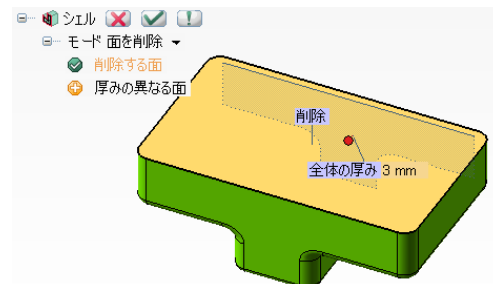 シェル
モード 面を削除
削除する面
厚みの異なる面
削除
全体の厚み 3 mm